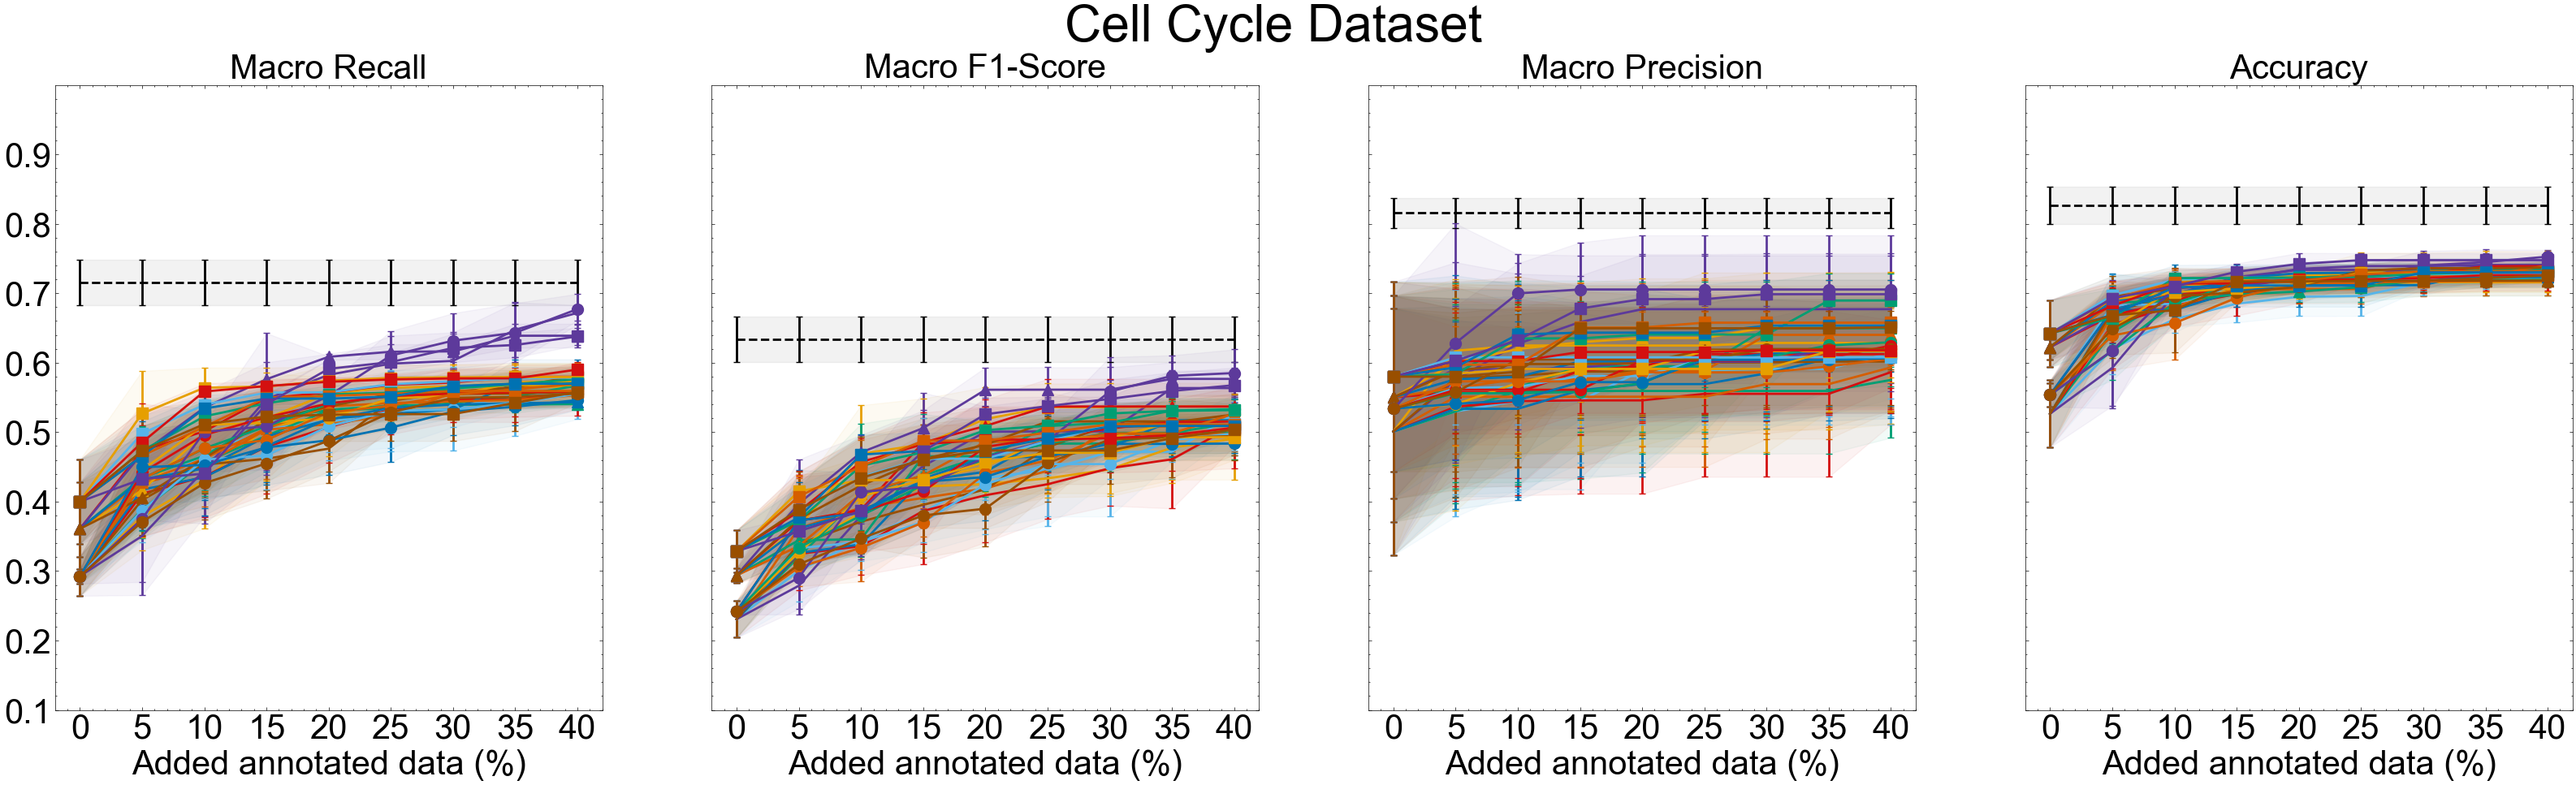 Cell Cycle Dataset
Macro Recall
Macro F1-Score
Macro Precision
Accuracy
0.9
0.8
0.7
0.6
0.5
0.4
0.3
0.2
0.1
0 5 10 15 20 25 30 35 40
0 5 10 15 20 25 30 35 40
0 5 10 15 20 25 30 35 40
0 5 10 15 20 25 30 35 40
Added annotated data (%)
Added annotated data (%)
Added annotated data (%)
Added annotated data (%)